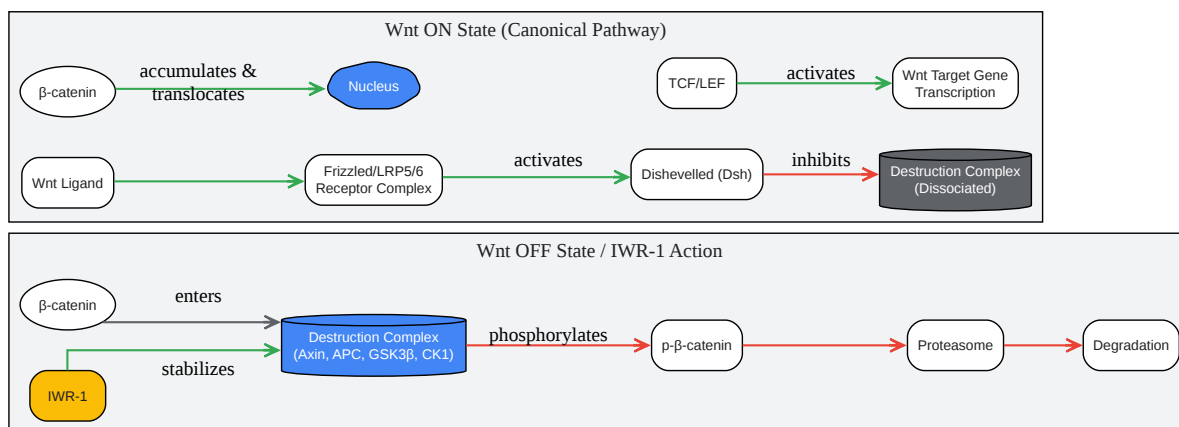 Wnt ON State (Canonical Pathway)
β-catenin
accumulates &
translocates
Nucleus
TCF/LEF
activates
Wnt Target Gene
Transcription
Wnt Ligand
Frizzled/LRP5/6
Receptor Complex
activates
Dishevelled (Dsh)
inhibits
Destruction Complex
(Dissociated)
Wnt OFF State / IWR-1 Action
β-catenin
enters
Destruction Complex
(Axin, APC, GSK3β, CK1)
phosphorylates
p-β-catenin
Proteasome
Degradation
stabilizes
IWR-1